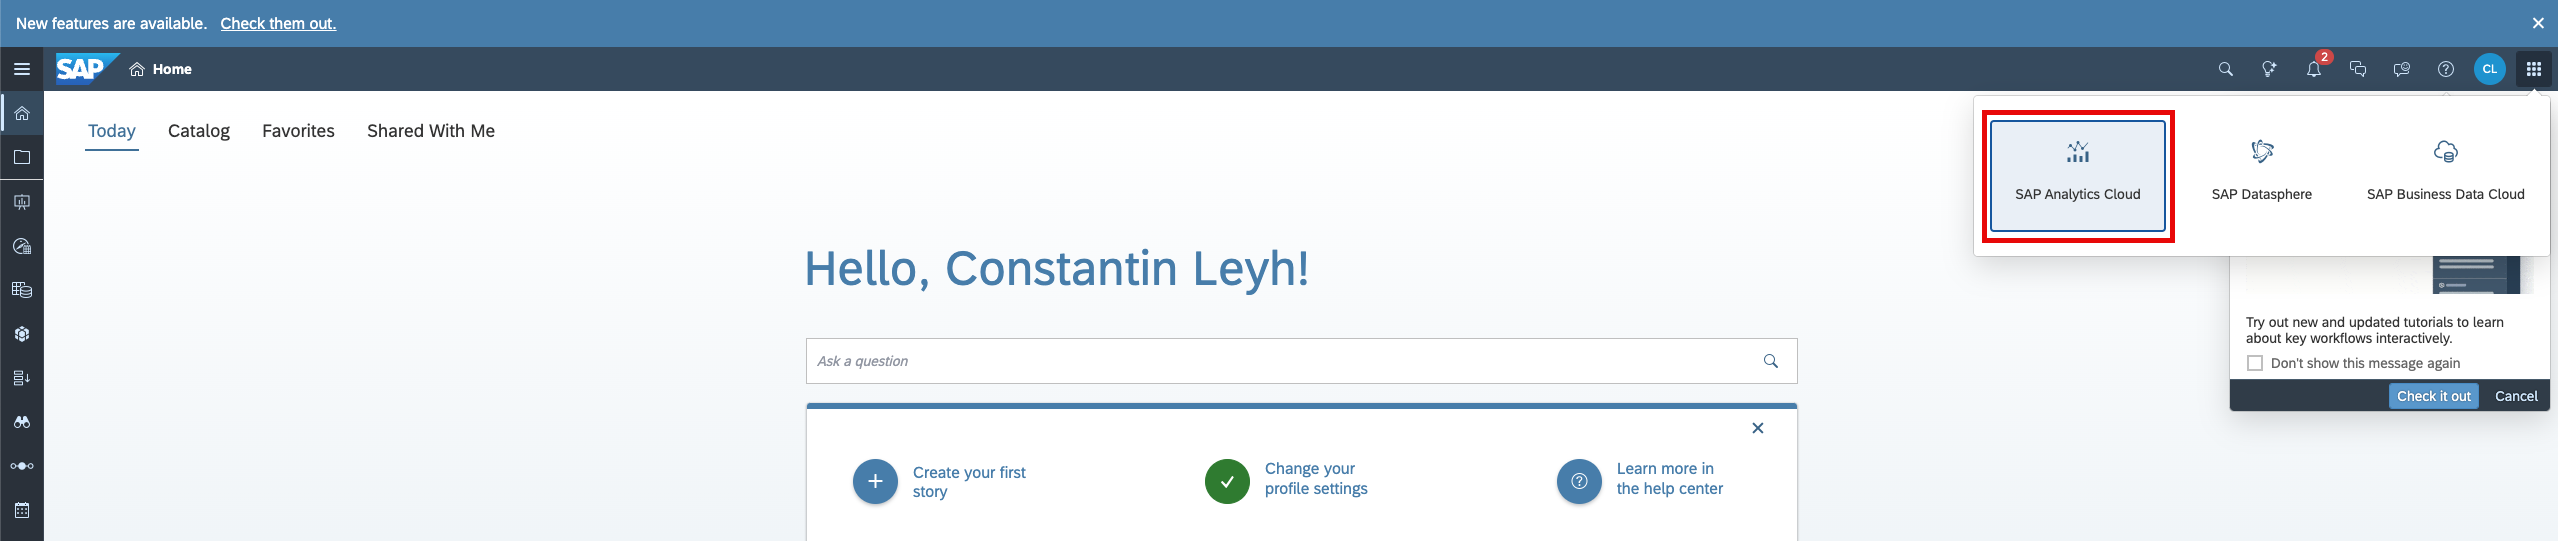 New features are available. Check them out.
SAP Home
2
CL
Today Catalog Favorites Shared With Me
SAP Analytics Cloud SAP Datasphere SAP Business Data Cloud
Hello, Constantin Leyh!
Try out new and updated tutorials to learn
about key workflows interactively.
Don't show this message again
Check it out Cancel
Ask a question
Create your first
story
Change your
profile settings
Learn more in
the help center